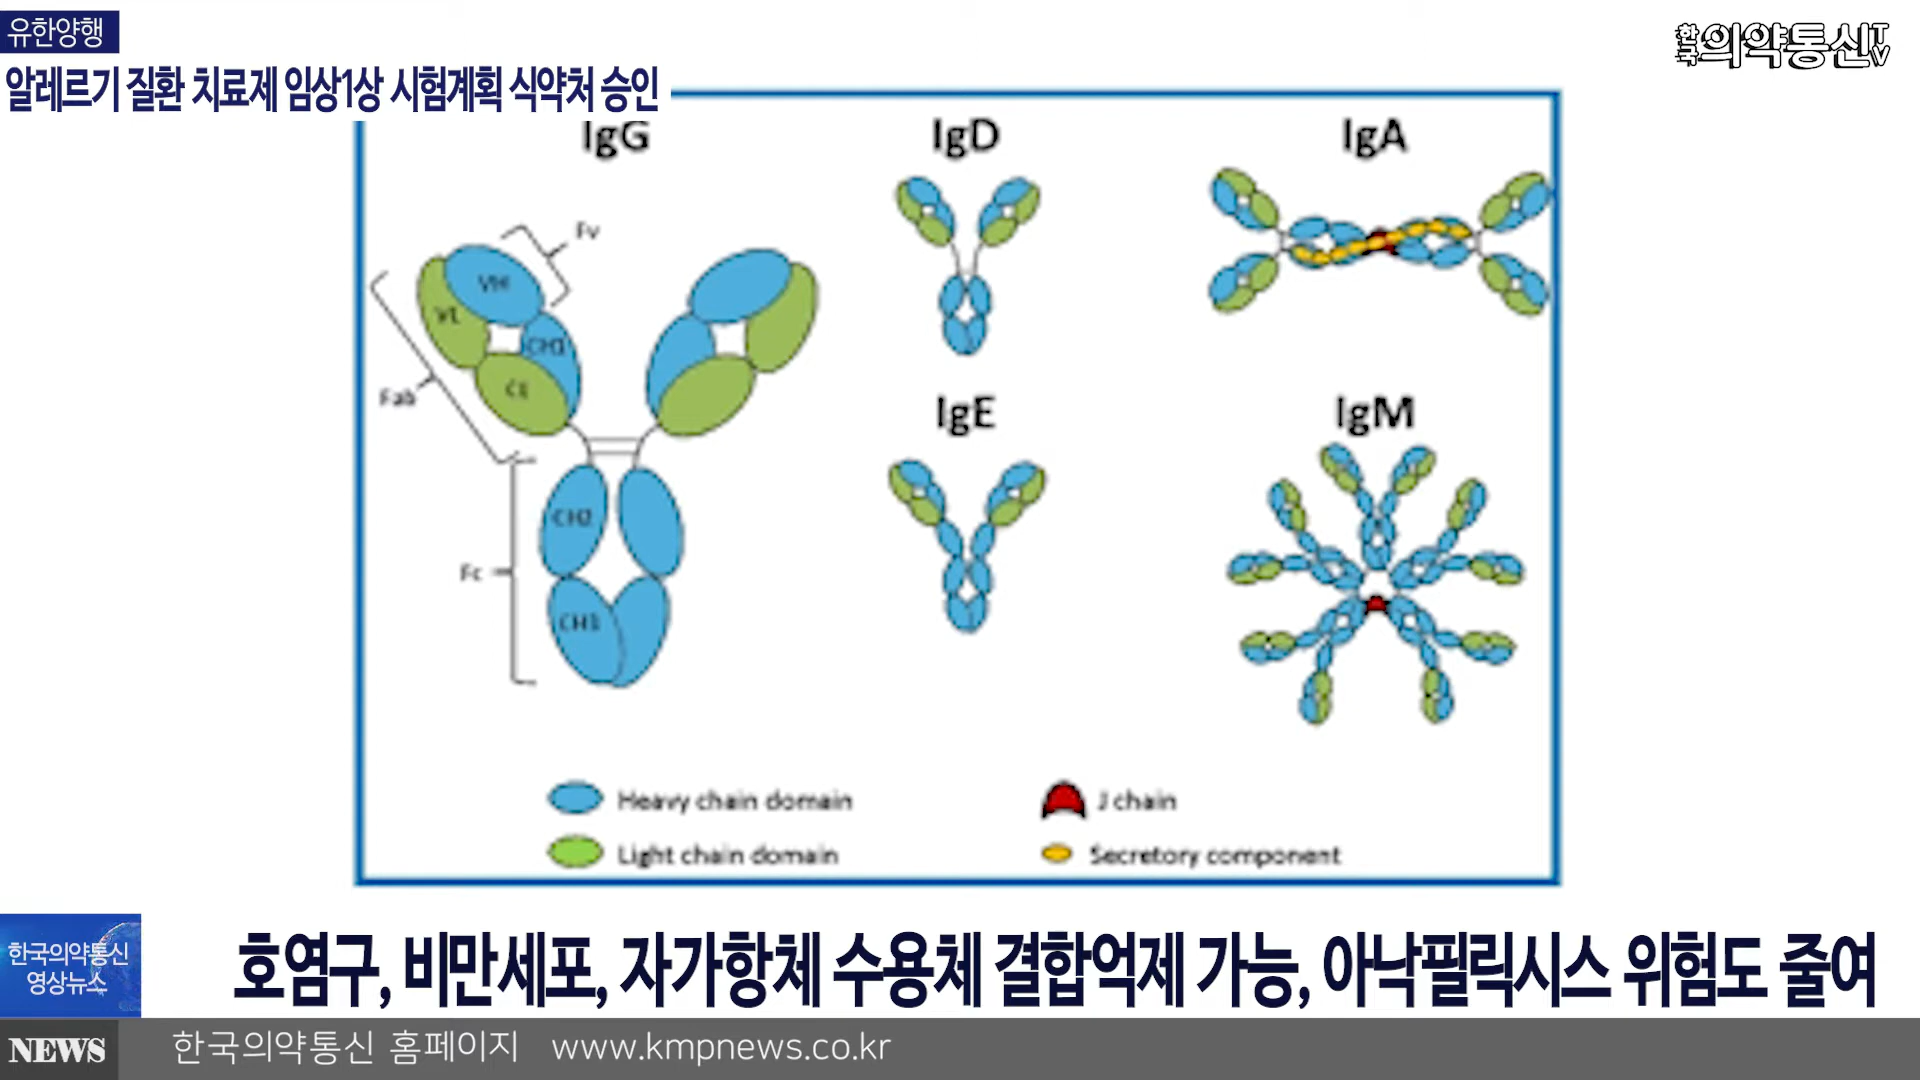 유한양행
알레르기 질환 치료제 임상1상 시험계획 식약처 승인
한국의약통신TV
IgG
IgD
IgA
Fv
VH
VL
CH1
CL
Fab
IgE
IgM
CH2
Fc
CH3
Heavy chain domain
J chain
Light chain domain
Secretory component
한국의약통신
영상뉴스
호염구, 비만세포, 자가항체 수용체 결합억제 가능, 아낙필릭시스 위험도 줄여
NEWS
한국의약통신 홈페이지 www.kmpnews.co.kr